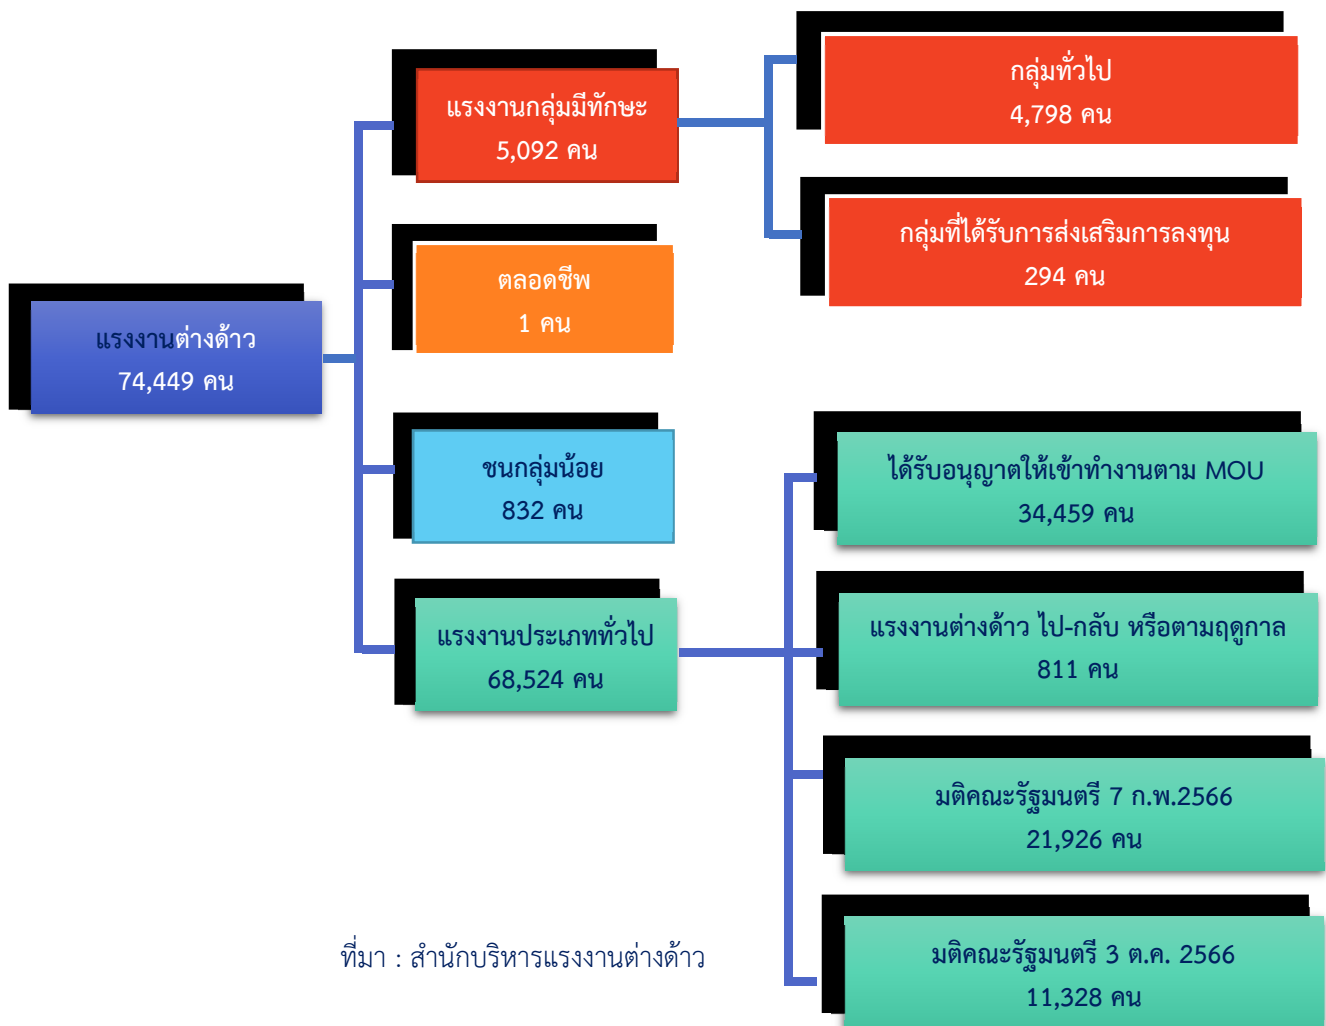 แรงงานต่างด้าว
74,449 คน
แรงงานกลุ่มมีทักษะ
5,092 คน
กลุ่มทั่วไป
4,798 คน
กลุ่มที่ได้รับการส่งเสริมการลงทุน
294 คน
ตลอดชีพ
1 คน
ชนกลุ่มน้อย
832 คน
แรงงานประเภททั่วไป
68,524 คน
ได้รับอนุญาตให้เข้าทำงานตาม MOU
34,459 คน
แรงงานต่างด้าว ไป-กลับ หรือตามฤดูกาล
811 คน
มติคณะรัฐมนตรี 7 ก.พ.2566
21,926 คน
มติคณะรัฐมนตรี 3 ต.ค. 2566
11,328 คน
ที่มา : สำนักบริหารแรงงานต่างด้าว